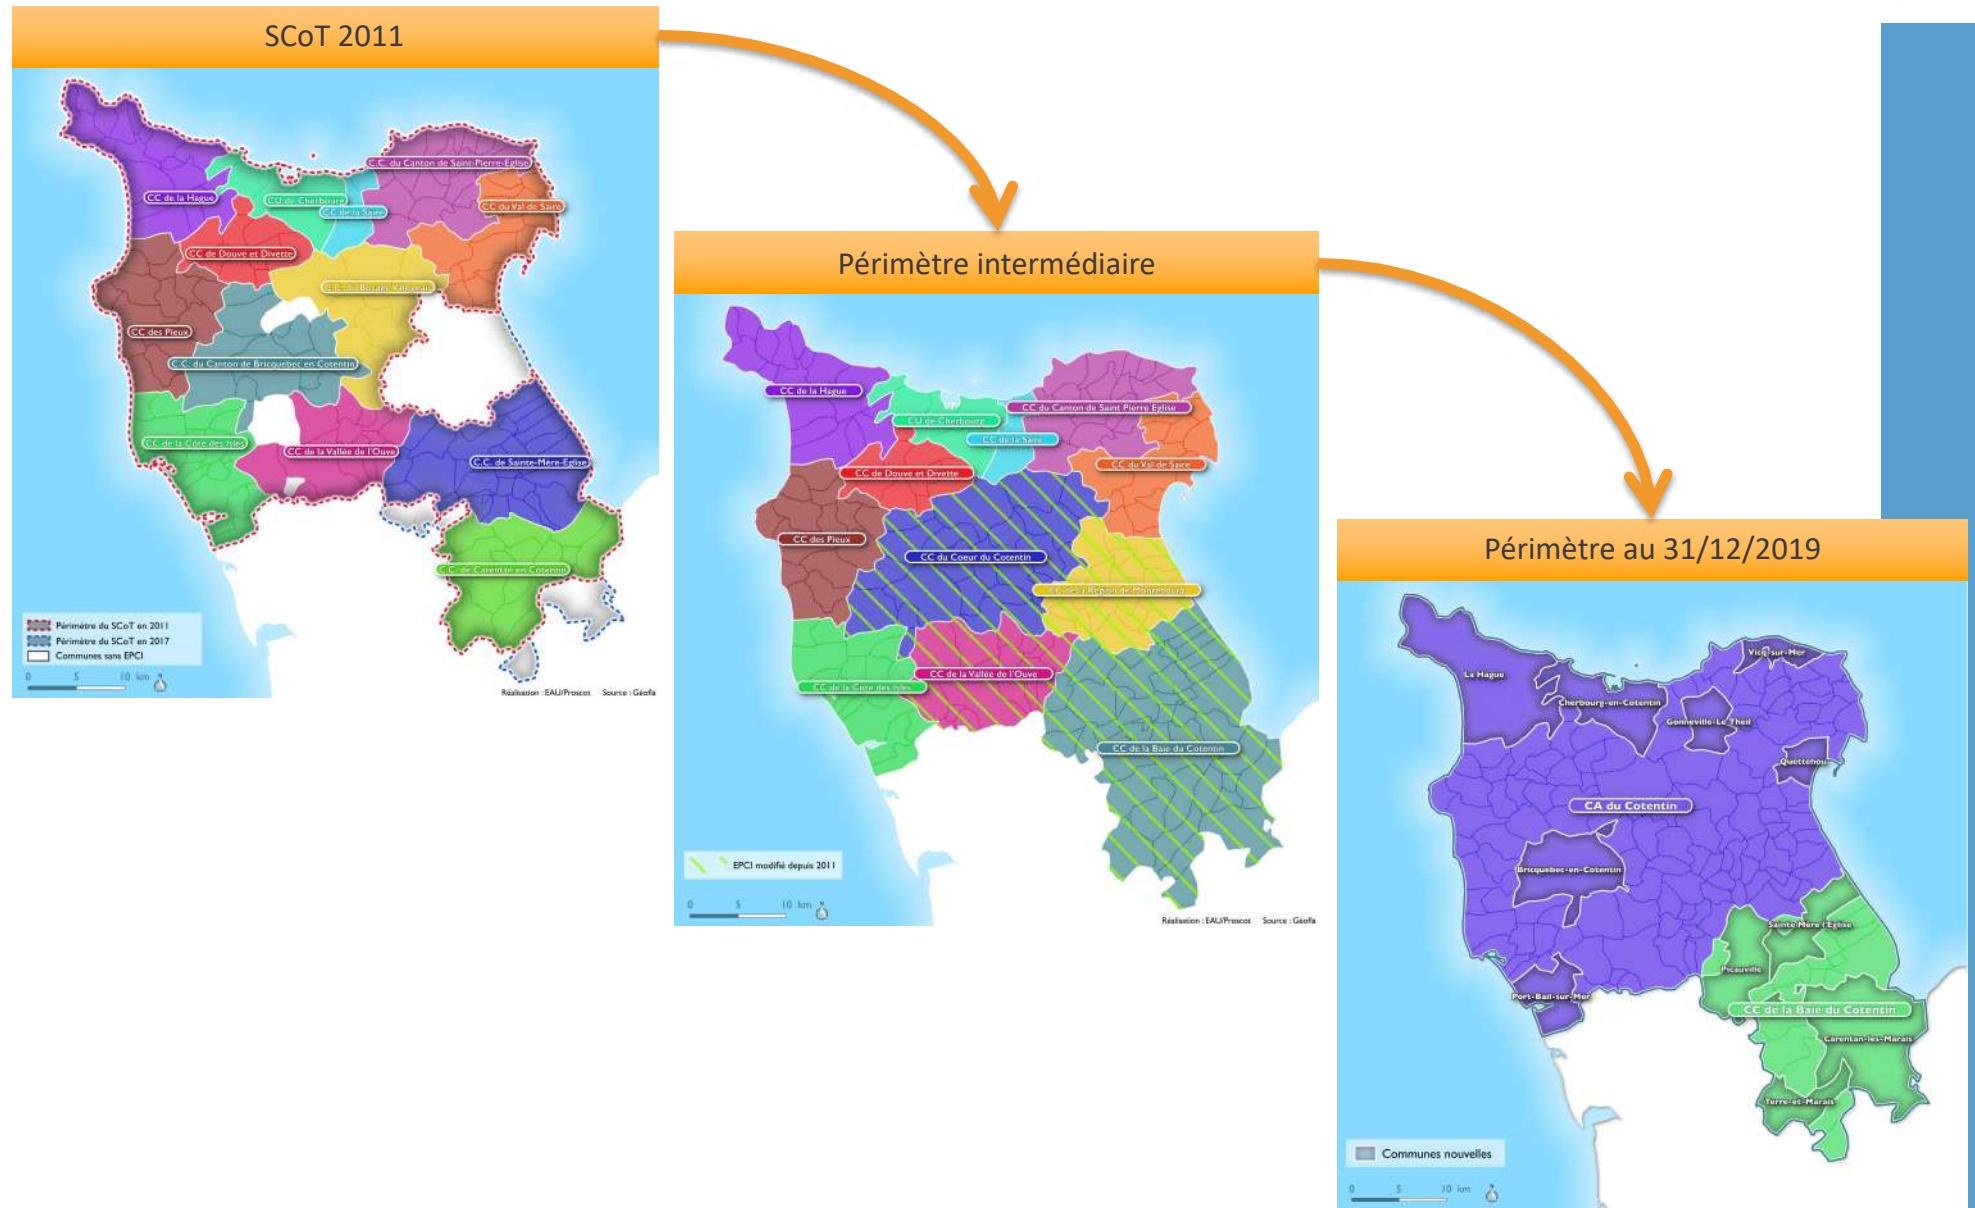 SCoT 2011
C.C. du Canton de Saint-Pierre-Eglise
CC de la Hague
CU de Cherbourg
CC de la Saire
CC du Val de Saire
CC de Douve et Divette
C.C. du Bocage Valognais
CC des Pieux
C.C. du Canton de Bricquebec en Cotentin
CC de la Côte des Isles
CC de la Vallée de l'Ouve
C.C. de Sainte-Mère-Eglise
C.C. de Carentan en Cotentin
Périmètre du SCoT en 2011
Périmètre du SCoT en 2017
Communes sans EPCI
0 5 10 km
Réalisation : EAU/Proscot Source : Géofla
Périmètre intermédiaire
CC de la Hague
CC du Canton de Saint Pierre Eglise
CU de Cherbourg
CC de la Saire
CC du Val de Saire
CC de Douve et Divette
CC des Pieux
CC du Coeur du Cotentin
CC de la Région de Montebourg
CC de la Vallée de l'Ouve
CC de la Côte des Isles
CC de la Baie du Cotentin
EPCI modifié depuis 2011
0 5 10 km
Réalisation : EAU/Proscot Source : Géofla
Périmètre au 31/12/2019
Vicq-sur-Mer
La Hague
Cherbourg-en-Cotentin
Gonneville-Le Theil
Quettehou
CA du Cotentin
Bricquebec-en-Cotentin
Sainte-Mère-l'Eglise
Picauville
Port-Bail-sur-Mer
CC de la Baie du Cotentin
Carentan-les-Marais
Terre-et-Marais
Communes nouvelles
0 5 10 km